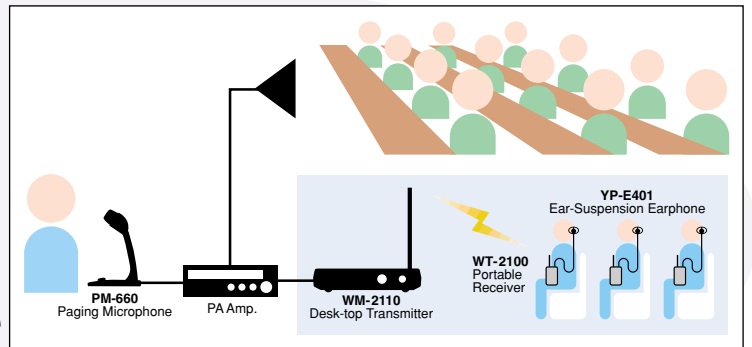 YP-E401
Ear-Suspension Earphone
WT-2100
Portable
Receiver
PM-660
Paging Microphone
PA Amp.
WM-2110
Desk-top Transmitter